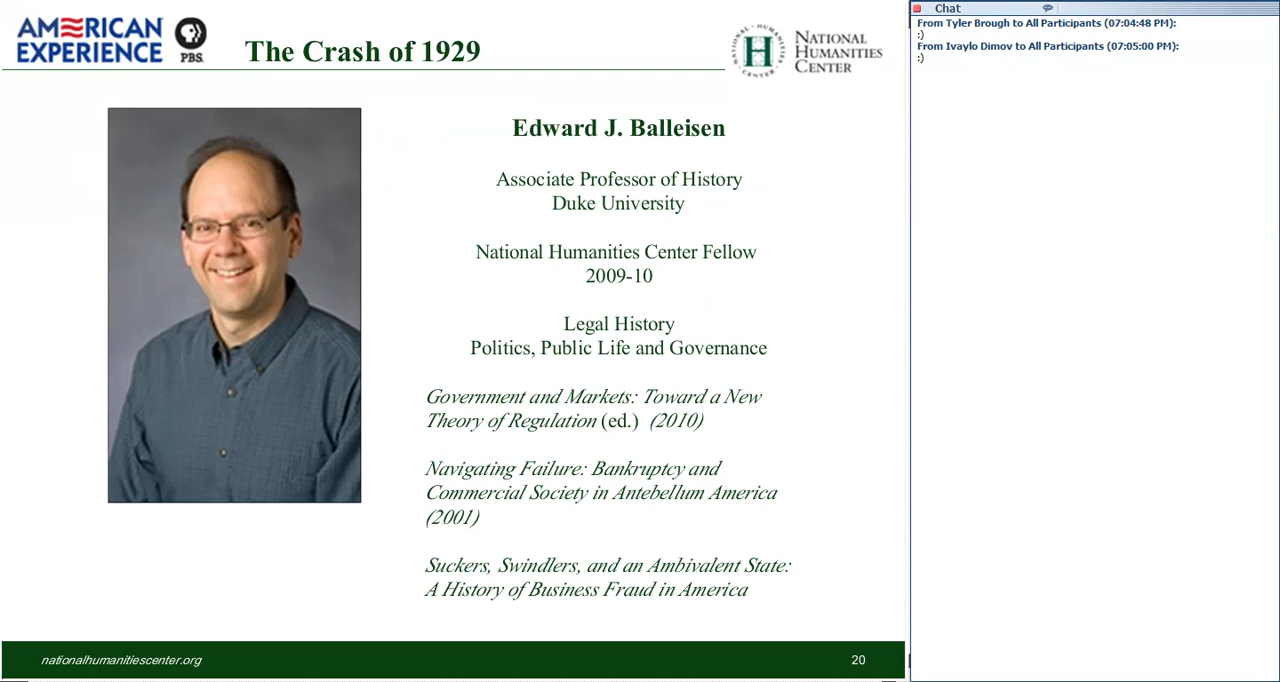 AMERICAN
EXPERIENCE
PBS.
The Crash of 1929
NATIONAL HUMANITIES CENTER
H
NATIONAL
HUMANITIES
CENTER
Edward J. Balleisen
Associate Professor of History
Duke University
National Humanities Center Fellow
2009-10
Legal History
Politics, Public Life and Governance
Government and Markets: Toward a New
Theory of Regulation (ed.) (2010)
Navigating Failure: Bankruptcy and
Commercial Society in Antebellum America
(2001)
Suckers, Swindlers, and an Ambivalent State:
A History of Business Fraud in America
nationalhumanitiescenter.org
20
Chat
From Tyler Brough to All Participants (07:04:48 PM):
:)
From Ivaylo Dimov to All Participants (07:05:00 PM):
:)